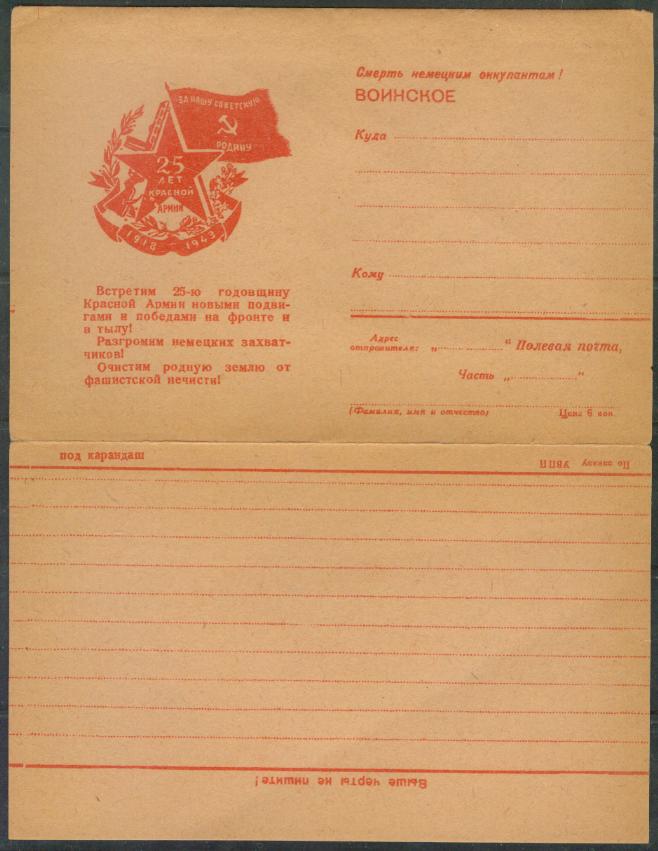 ЗА НАШУ СОВЕТСКУЮ
РОДИНУ
25
ЛЕТ
КРАСНОЙ
АРМИИ
1918 - 1943
Встретим 25-ю годовщину
Красной Армии новыми подви-
гами и победами на фронте и
в тылу!
Разгромим немецких захват-
чиков!
Очистим родную землю от
фашистской нечисти!
Смерть немецким оккупантам!
ВОИНСКОЕ
Куда
Кому
Адрес
отправителя: „ “ Полевая почта,
Часть „ “
(Фамилия, имя и отчество) Цена 6 коп.
под карандаш
По заказу УВПП
Выше черты не пишите!